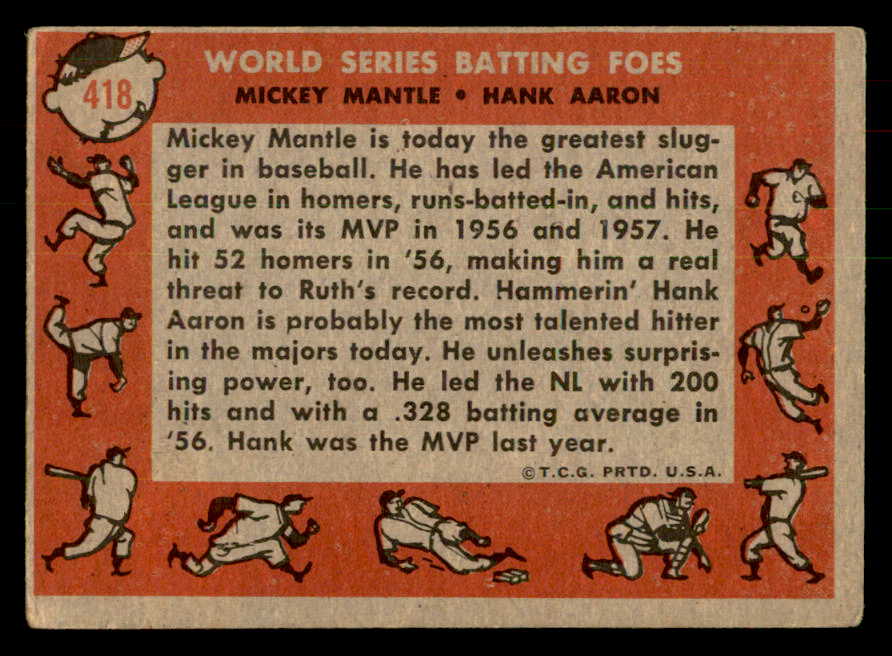 418
WORLD SERIES BATTING FOES
MICKEY MANTLE • HANK AARON
Mickey Mantle is today the greatest slug-
ger in baseball. He has led the American
League in homers, runs-batted-in, and hits,
and was its MVP in 1956 and 1957. He
hit 52 homers in '56, making him a real
threat to Ruth's record. Hammerin' Hank
Aaron is probably the most talented hitter
in the majors today. He unleashes surpris-
ing power, too. He led the NL with 200
hits and with a .328 batting average in
'56. Hank was the MVP last year.
© T.C.G. PRTD. U.S.A.